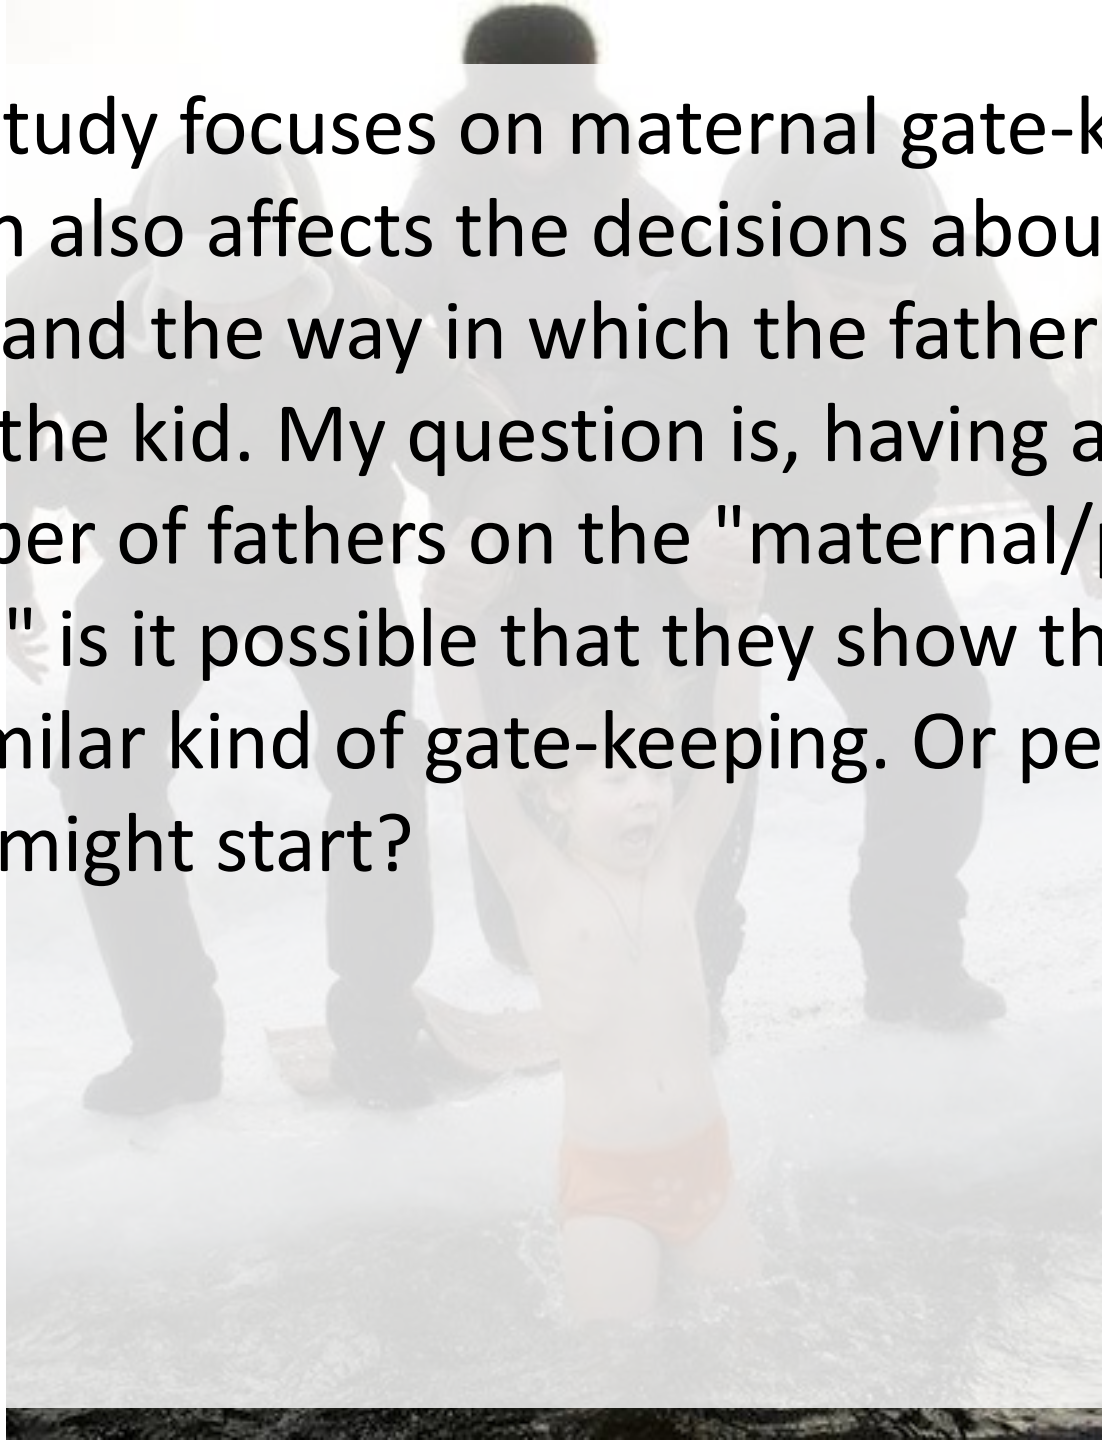 tudy focuses on maternal gate-k
n also affects the decisions abou
and the way in which the father
the kid. My question is, having a
ber of fathers on the "maternal/p
" is it possible that they show th
milar kind of gate-keeping. Or pe
might start?